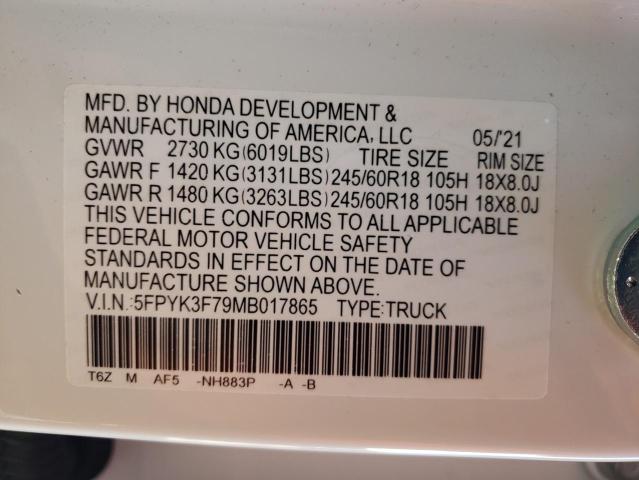 MFD. BY HONDA DEVELOPMENT &
MANUFACTURING OF AMERICA, LLC 05/'21
GVWR 2730 KG(6019LBS) TIRE SIZE RIM SIZE
GAWR F 1420 KG(3131LBS) 245/60R18 105H 18X8.0J
GAWR R 1480 KG(3263LBS) 245/60R18 105H 18X8.0J
THIS VEHICLE CONFORMS TO ALL APPLICABLE
FEDERAL MOTOR VEHICLE SAFETY
STANDARDS IN EFFECT ON THE DATE OF
MANUFACTURE SHOWN ABOVE.
V.I.N.:5FPYK3F79MB017865 TYPE:TRUCK
T6Z M AF5 -NH883P -A -B